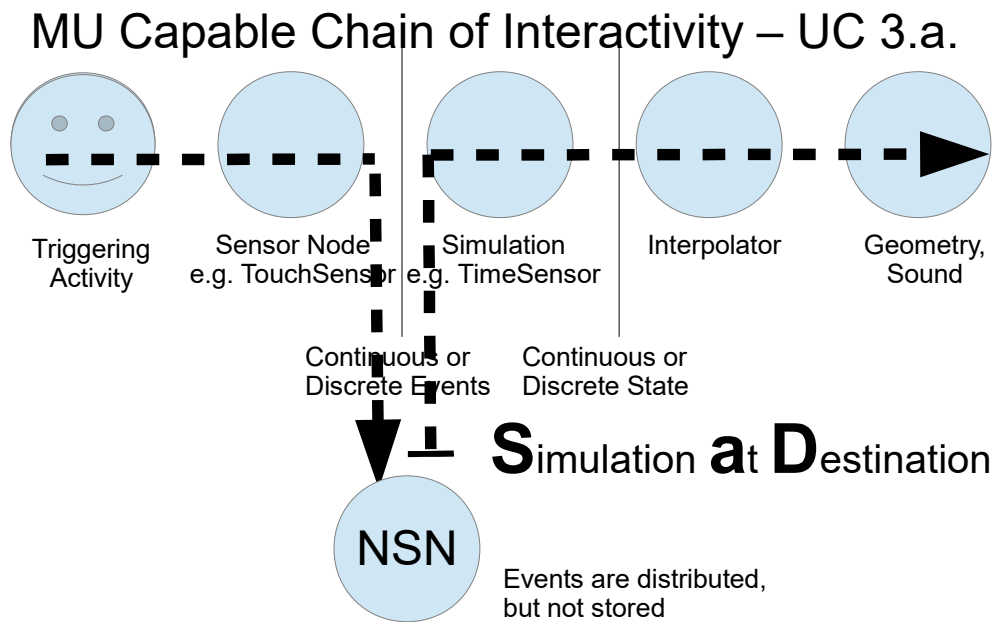 MU Capable Chain of Interactivity – UC 3.a.
Triggering
Activity
Sensor Node
e.g. TouchSensor
Simulation
e.g. TimeSensor
Interpolator
Geometry,
Sound
Continuous or
Discrete Events
Continuous or
Discrete State
Simulation at Destination
NSN
Events are distributed,
but not stored